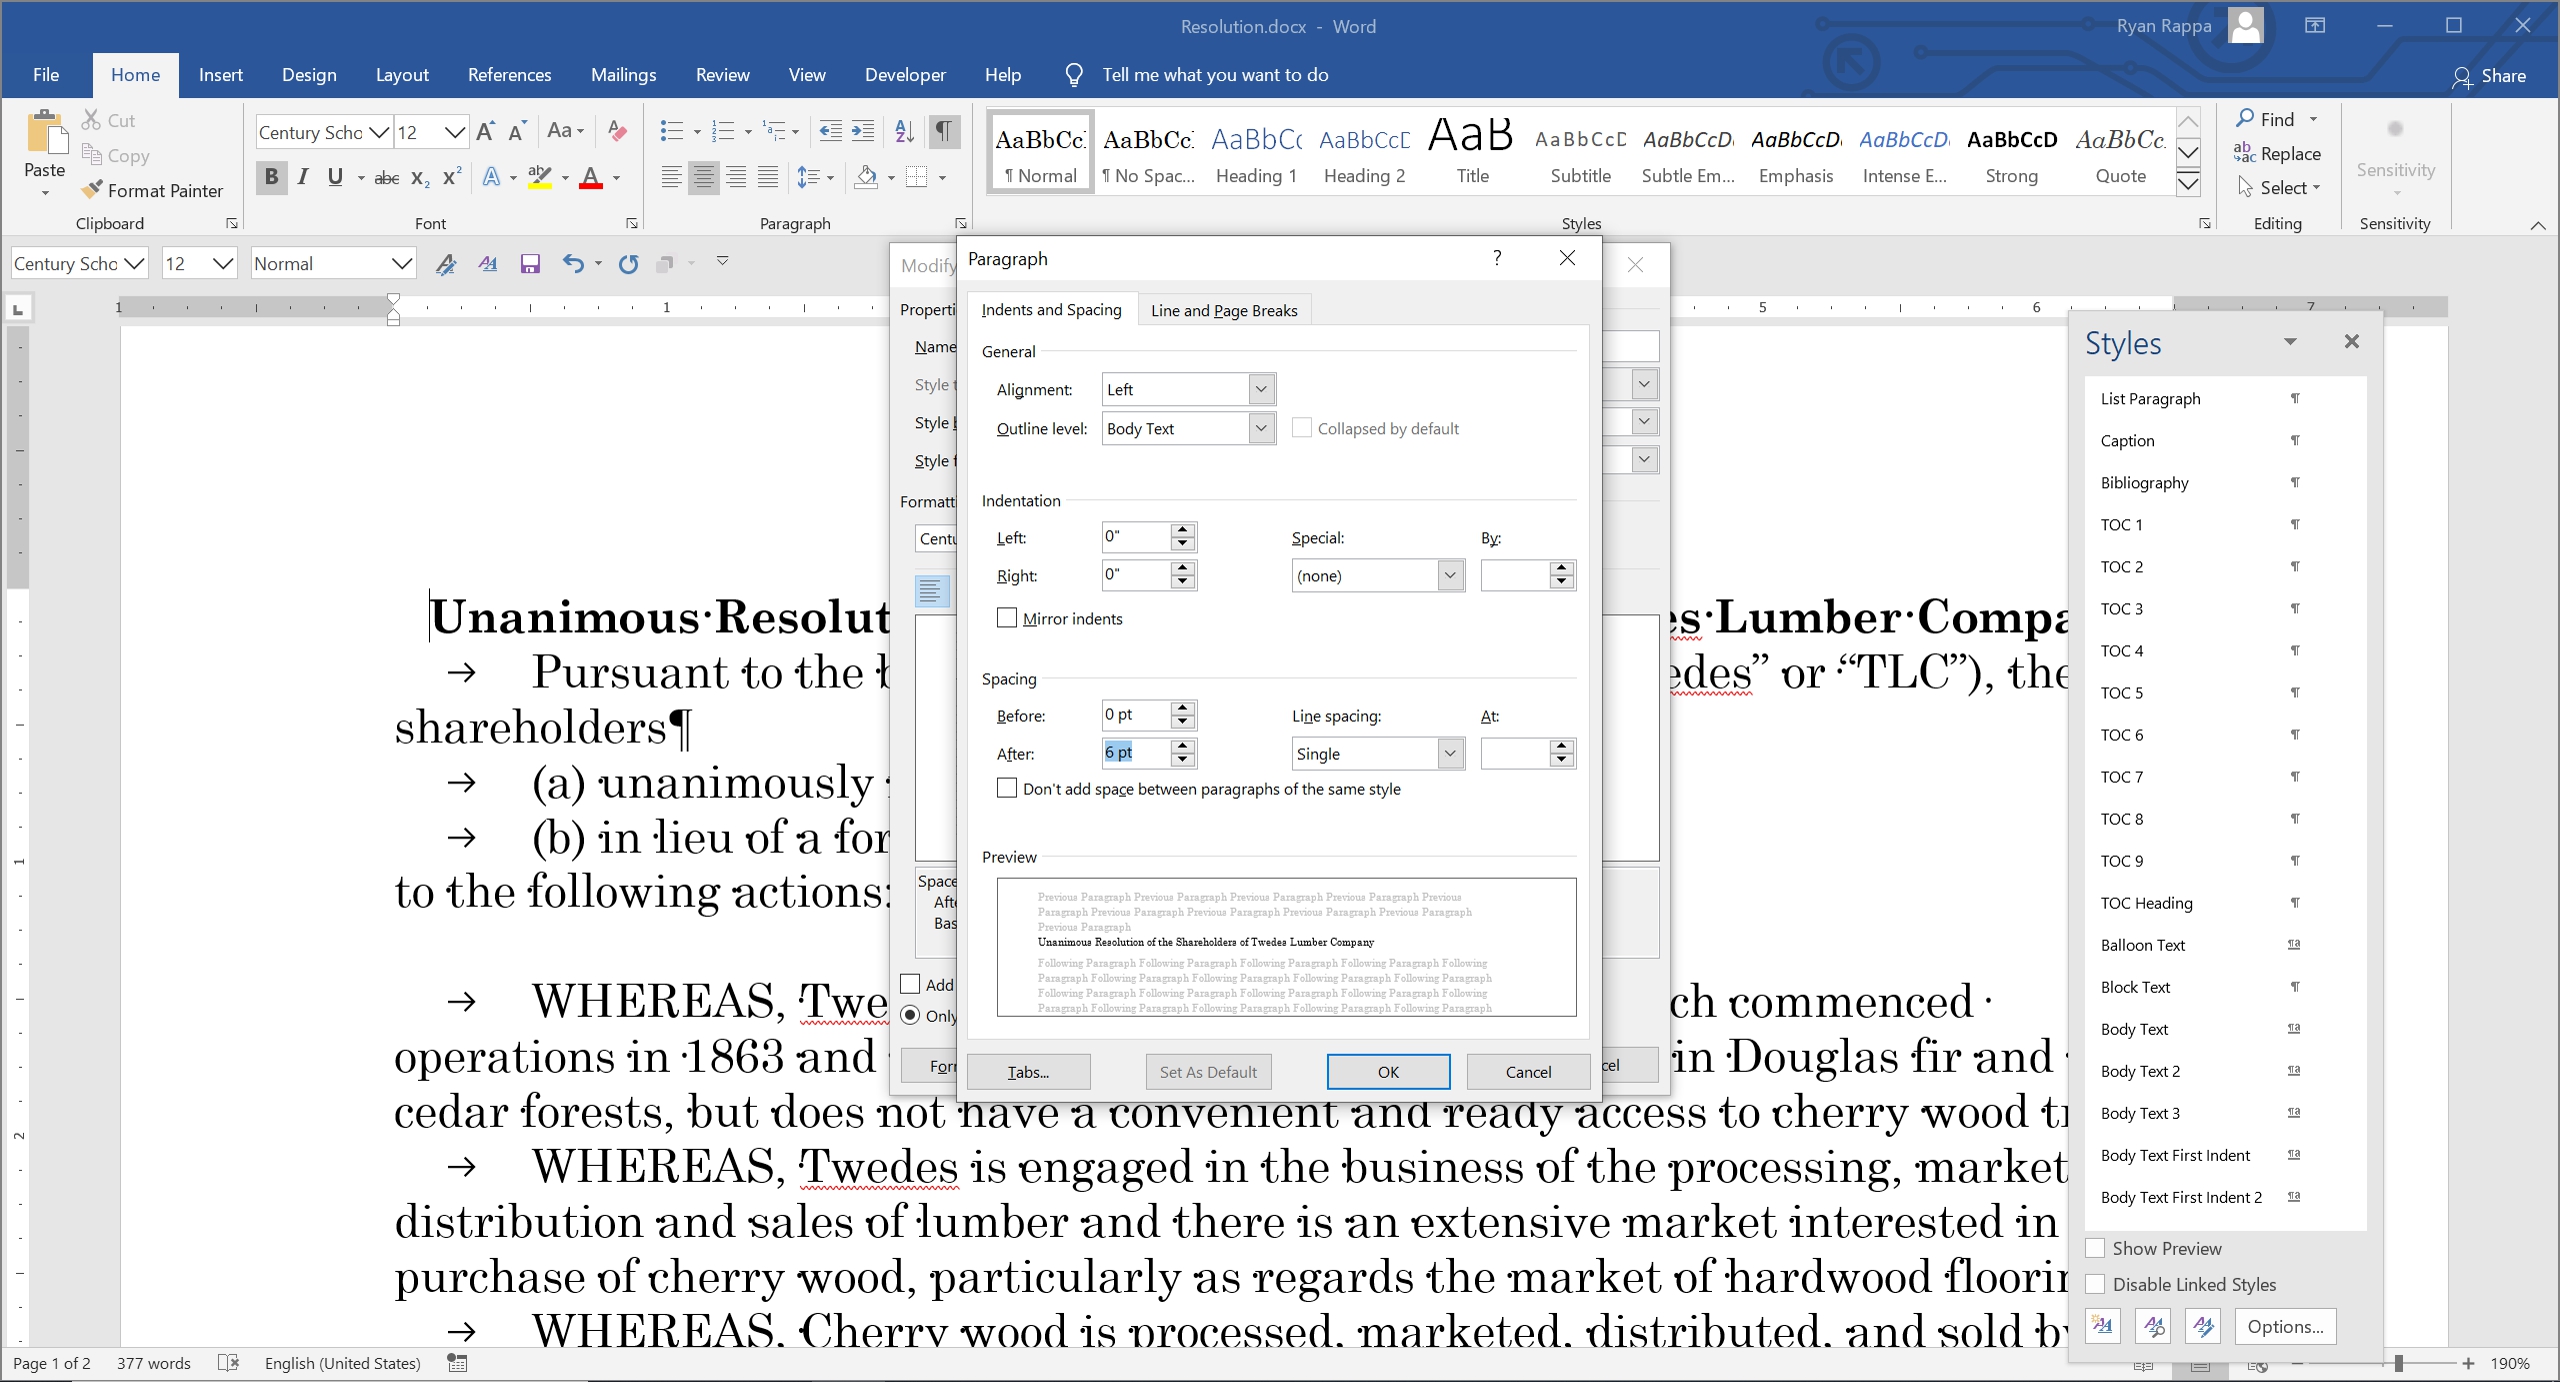 Resolution.docx - Word
Ryan Rappa
File Home Insert Design Layout References Mailings Review View Developer Help Tell me what you want to do
Share
Paste
Cut
Copy
Format Painter
Clipboard
Century Scho 12
Font
Paragraph
AaBbCc AaBbCc AaBbCc AaBbCcD AaB AaBbCcD AaBbCcD AaBbCcD AaBbCcD AaBbCcD AaBbCc
¶ Normal ¶ No Spac... Heading 1 Heading 2 Title Subtitle Subtle Em... Emphasis Intense E... Strong Quote
Styles
Find
Replace
Select
Editing
Sensitivity
Sensitivity
Century Scho 12 Normal
1 1 5 6 7
Modify
Properti
Name
Style t
Style b
Style f
Formatt
Centu
Space
Afte
Bas
Add
Only
Forr
cel
Paragraph ?
Indents and Spacing Line and Page Breaks
General
Alignment: Left
Outline level: Body Text Collapsed by default
Indentation
Left: 0" Special: By:
Right: 0" (none)
Mirror indents
Spacing
Before: 0 pt Line spacing: At:
After: 6 pt Single
Don't add space between paragraphs of the same style
Preview
Previous Paragraph Previous Paragraph Previous Paragraph Previous Paragraph Previous
Paragraph Previous Paragraph Previous Paragraph Previous Paragraph Previous Paragraph
Previous Paragraph
Unanimous Resolution of the Shareholders of Twedes Lumber Company
Following Paragraph Following Paragraph Following Paragraph Following Paragraph Following
Paragraph Following Paragraph Following Paragraph Following Paragraph Following Paragraph
Following Paragraph Following Paragraph Following Paragraph Following Paragraph Following
Paragraph Following Paragraph Following Paragraph Following Paragraph Following Paragraph
Tabs... Set As Default OK Cancel
Unanimous·Resolut es·Lumber·Compa
Pursuant to the b edes” or “TLC”), the
shareholders¶
(a) unanimously
(b) in lieu of a for
to the following actions:
WHEREAS, Twe ch commenced
operations in 1863 and in Douglas fir and
cedar forests, but does not have a convenient and ready access to cherry wood t
WHEREAS, Twedes is engaged in the business of the processing, market
distribution and sales of lumber and there is an extensive market interested in
purchase of cherry wood, particularly as regards the market of hardwood floorin
WHEREAS, Cherry wood is processed, marketed, distributed, and sold by
1
2
Styles
List Paragraph ¶
Caption ¶
Bibliography ¶
TOC 1 ¶
TOC 2 ¶
TOC 3 ¶
TOC 4 ¶
TOC 5 ¶
TOC 6 ¶
TOC 7 ¶
TOC 8 ¶
TOC 9 ¶
TOC Heading ¶
Balloon Text ¶a
Block Text ¶
Body Text ¶a
Body Text 2 ¶a
Body Text 3 ¶a
Body Text First Indent ¶a
Body Text First Indent 2 ¶a
Show Preview
Disable Linked Styles
Options...
Page 1 of 2 377 words English (United States) 190%